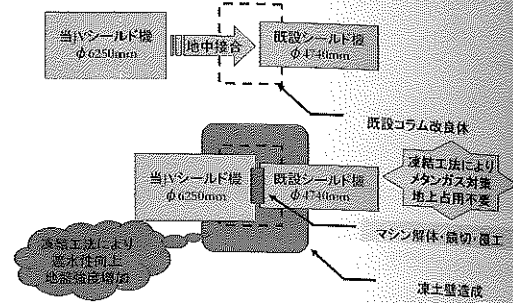 当JVシールド機
φ6250mm
地中接合
既設シールド機
φ4740mm
既設コラム改良体
当JVシールド機
φ6250mm
既設シールド機
φ4740mm
凍結工法により
メタンガス対策
地上占用不要
マシン解体・鏡切・覆工
凍結工法により
遮水性向上
地盤強度増加
凍土壁造成